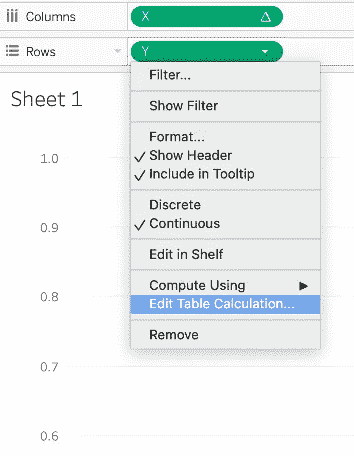 Columns
X
Rows
Y
Sheet 1
Filter...
Show Filter
Format...
Show Header
Include in Tooltip
Discrete
Continuous
Edit in Shelf
Compute Using
Edit Table Calculation...
Remove
1.0
0.9
0.8
0.7
0.6